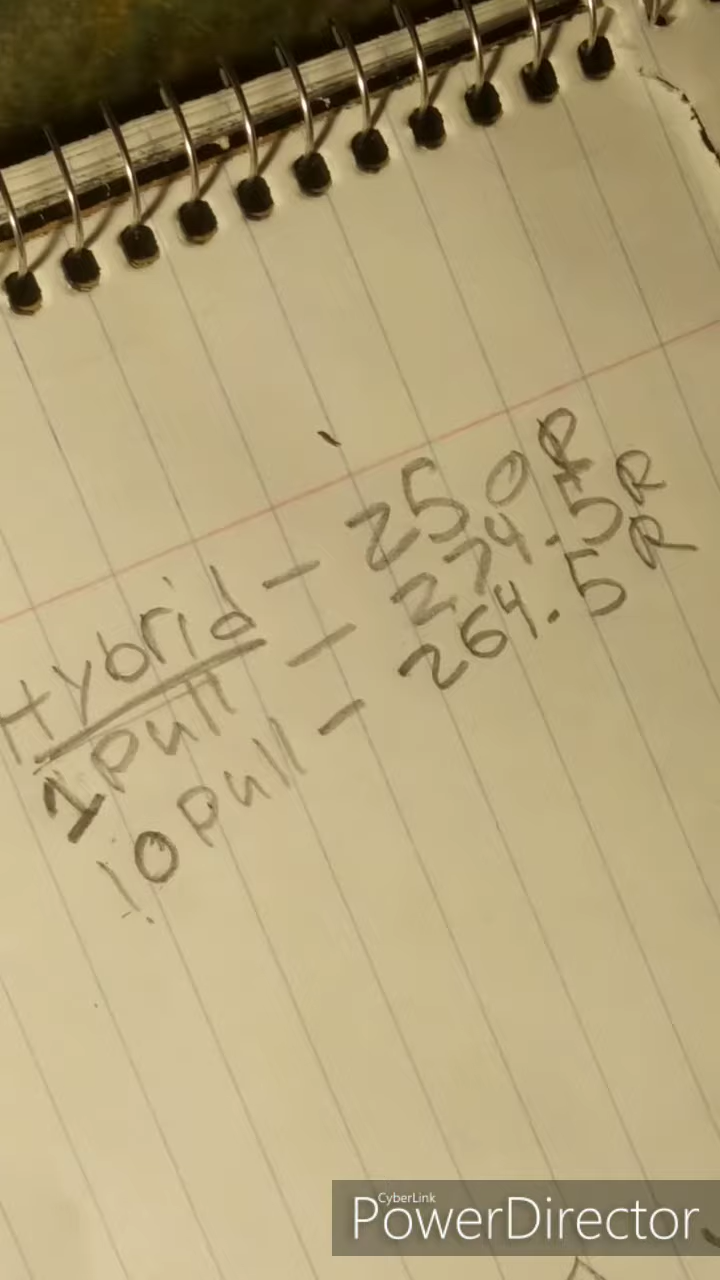 Hybrid - 250R
1 pull - 274.5R
10 pull - 264.5R
CyberLink
PowerDirector